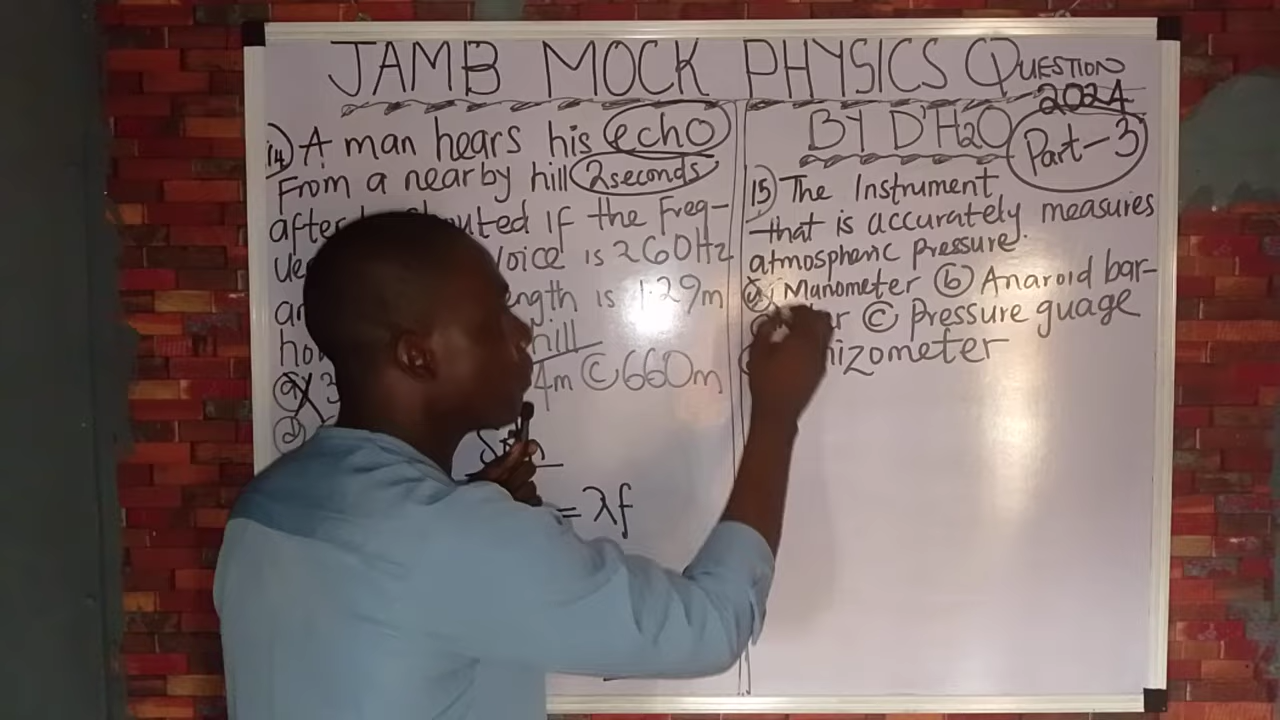 JAMB MOCK PHYSICS QUESTION
2024
BY D'H2O
Part-3
14) A man hears his echo
From a nearby hill 2seconds
if the Freq-
is 260Hz
is 1.29m
hill
4m (c) 660m
= λf
15) The Instrument
that is accurately measures
atmospheric pressure.
(a) Manometer (b) Anaroid bar-
(c) Pressure guage